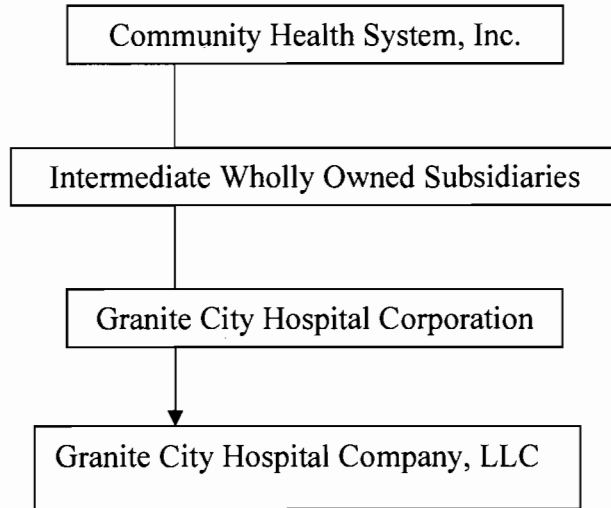 Community Health System, Inc.
Intermediate Wholly Owned Subsidiaries
Granite City Hospital Corporation
Granite City Hospital Company, LLC